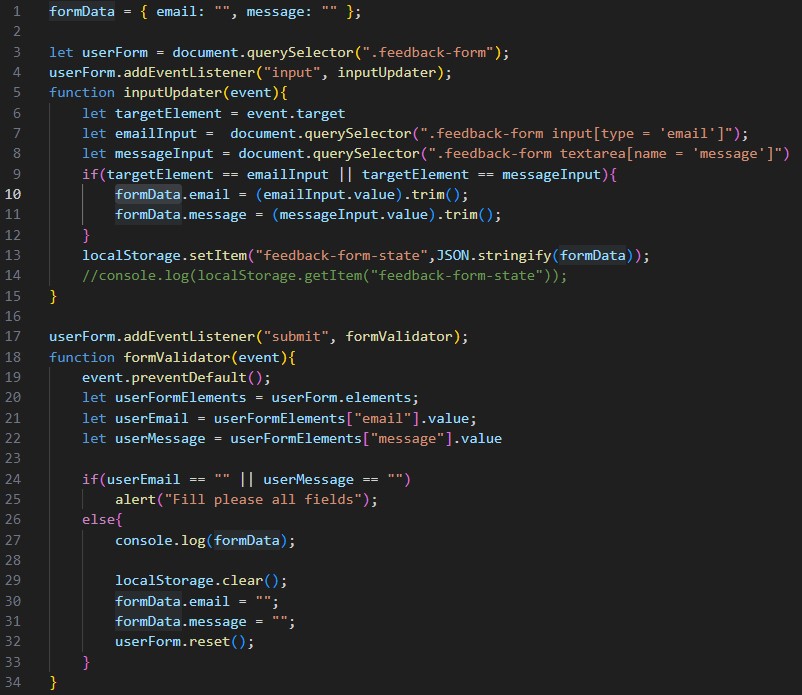 1 formData = { email: "", message: "" };
2
3 let userForm = document.querySelector(".feedback-form");
4 userForm.addEventListener("input", inputUpdater);
5 function inputUpdater(event){
6     let targetElement = event.target
7     let emailInput =  document.querySelector(".feedback-form input[type = 'email']");
8     let messageInput = document.querySelector(".feedback-form textarea[name = 'message']")
9     if(targetElement == emailInput || targetElement == messageInput){
10         formData.email = (emailInput.value).trim();
11         formData.message = (messageInput.value).trim();
12     }
13     localStorage.setItem("feedback-form-state",JSON.stringify(formData));
14     //console.log(localStorage.getItem("feedback-form-state"));
15 }
16
17 userForm.addEventListener("submit", formValidator);
18 function formValidator(event){
19     event.preventDefault();
20     let userFormElements = userForm.elements;
21     let userEmail = userFormElements["email"].value;
22     let userMessage = userFormElements["message"].value
23
24     if(userEmail == "" || userMessage == "")
25         alert("Fill please all fields");
26     else{
27         console.log(formData);
28
29         localStorage.clear();
30         formData.email = "";
31         formData.message = "";
32         userForm.reset();
33     }
34 }